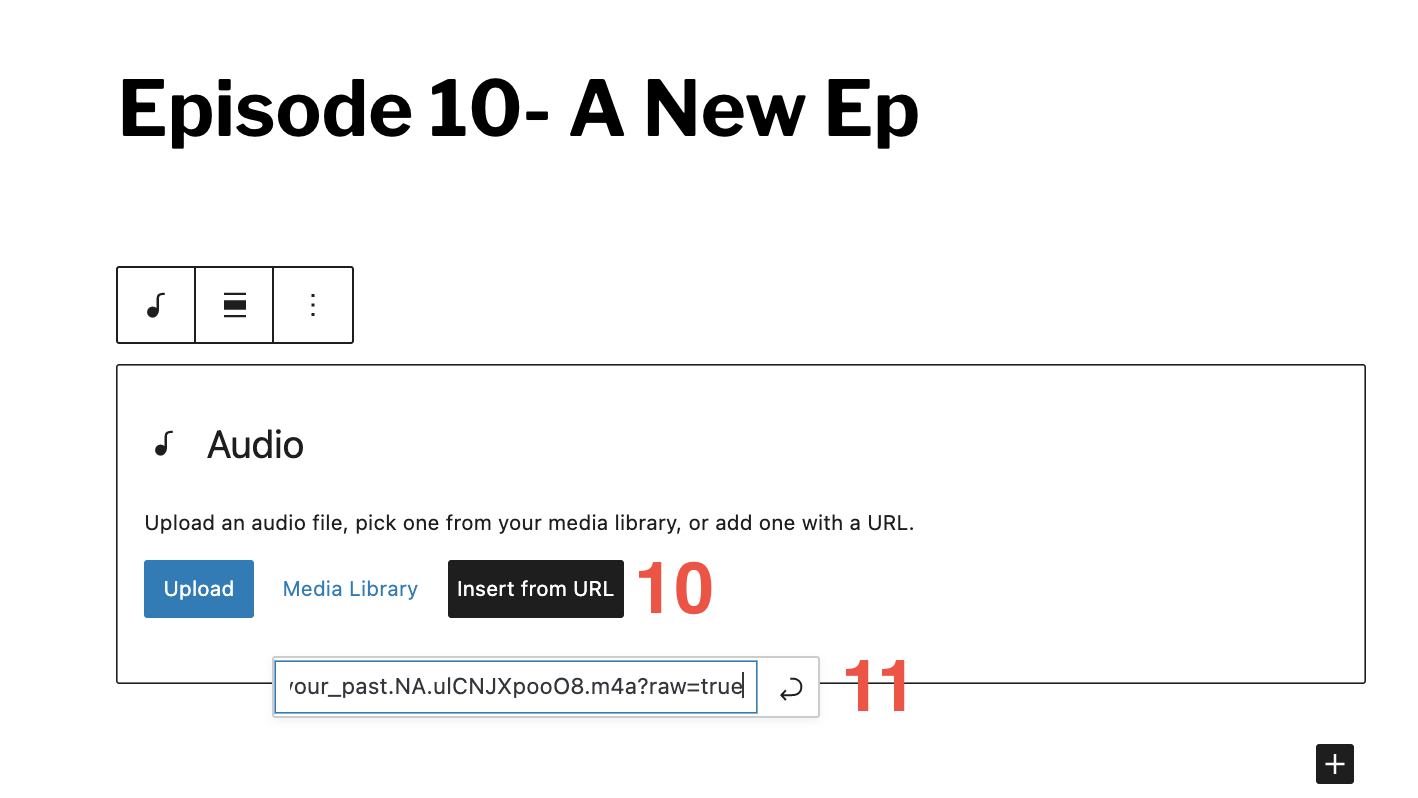 Episode 10- A New Ep
Audio
Upload an audio file, pick one from your media library, or add one with a URL.
Upload Media Library Insert from URL 10
your_past.NA.ulCNJXpooO8.m4a?raw=true 11